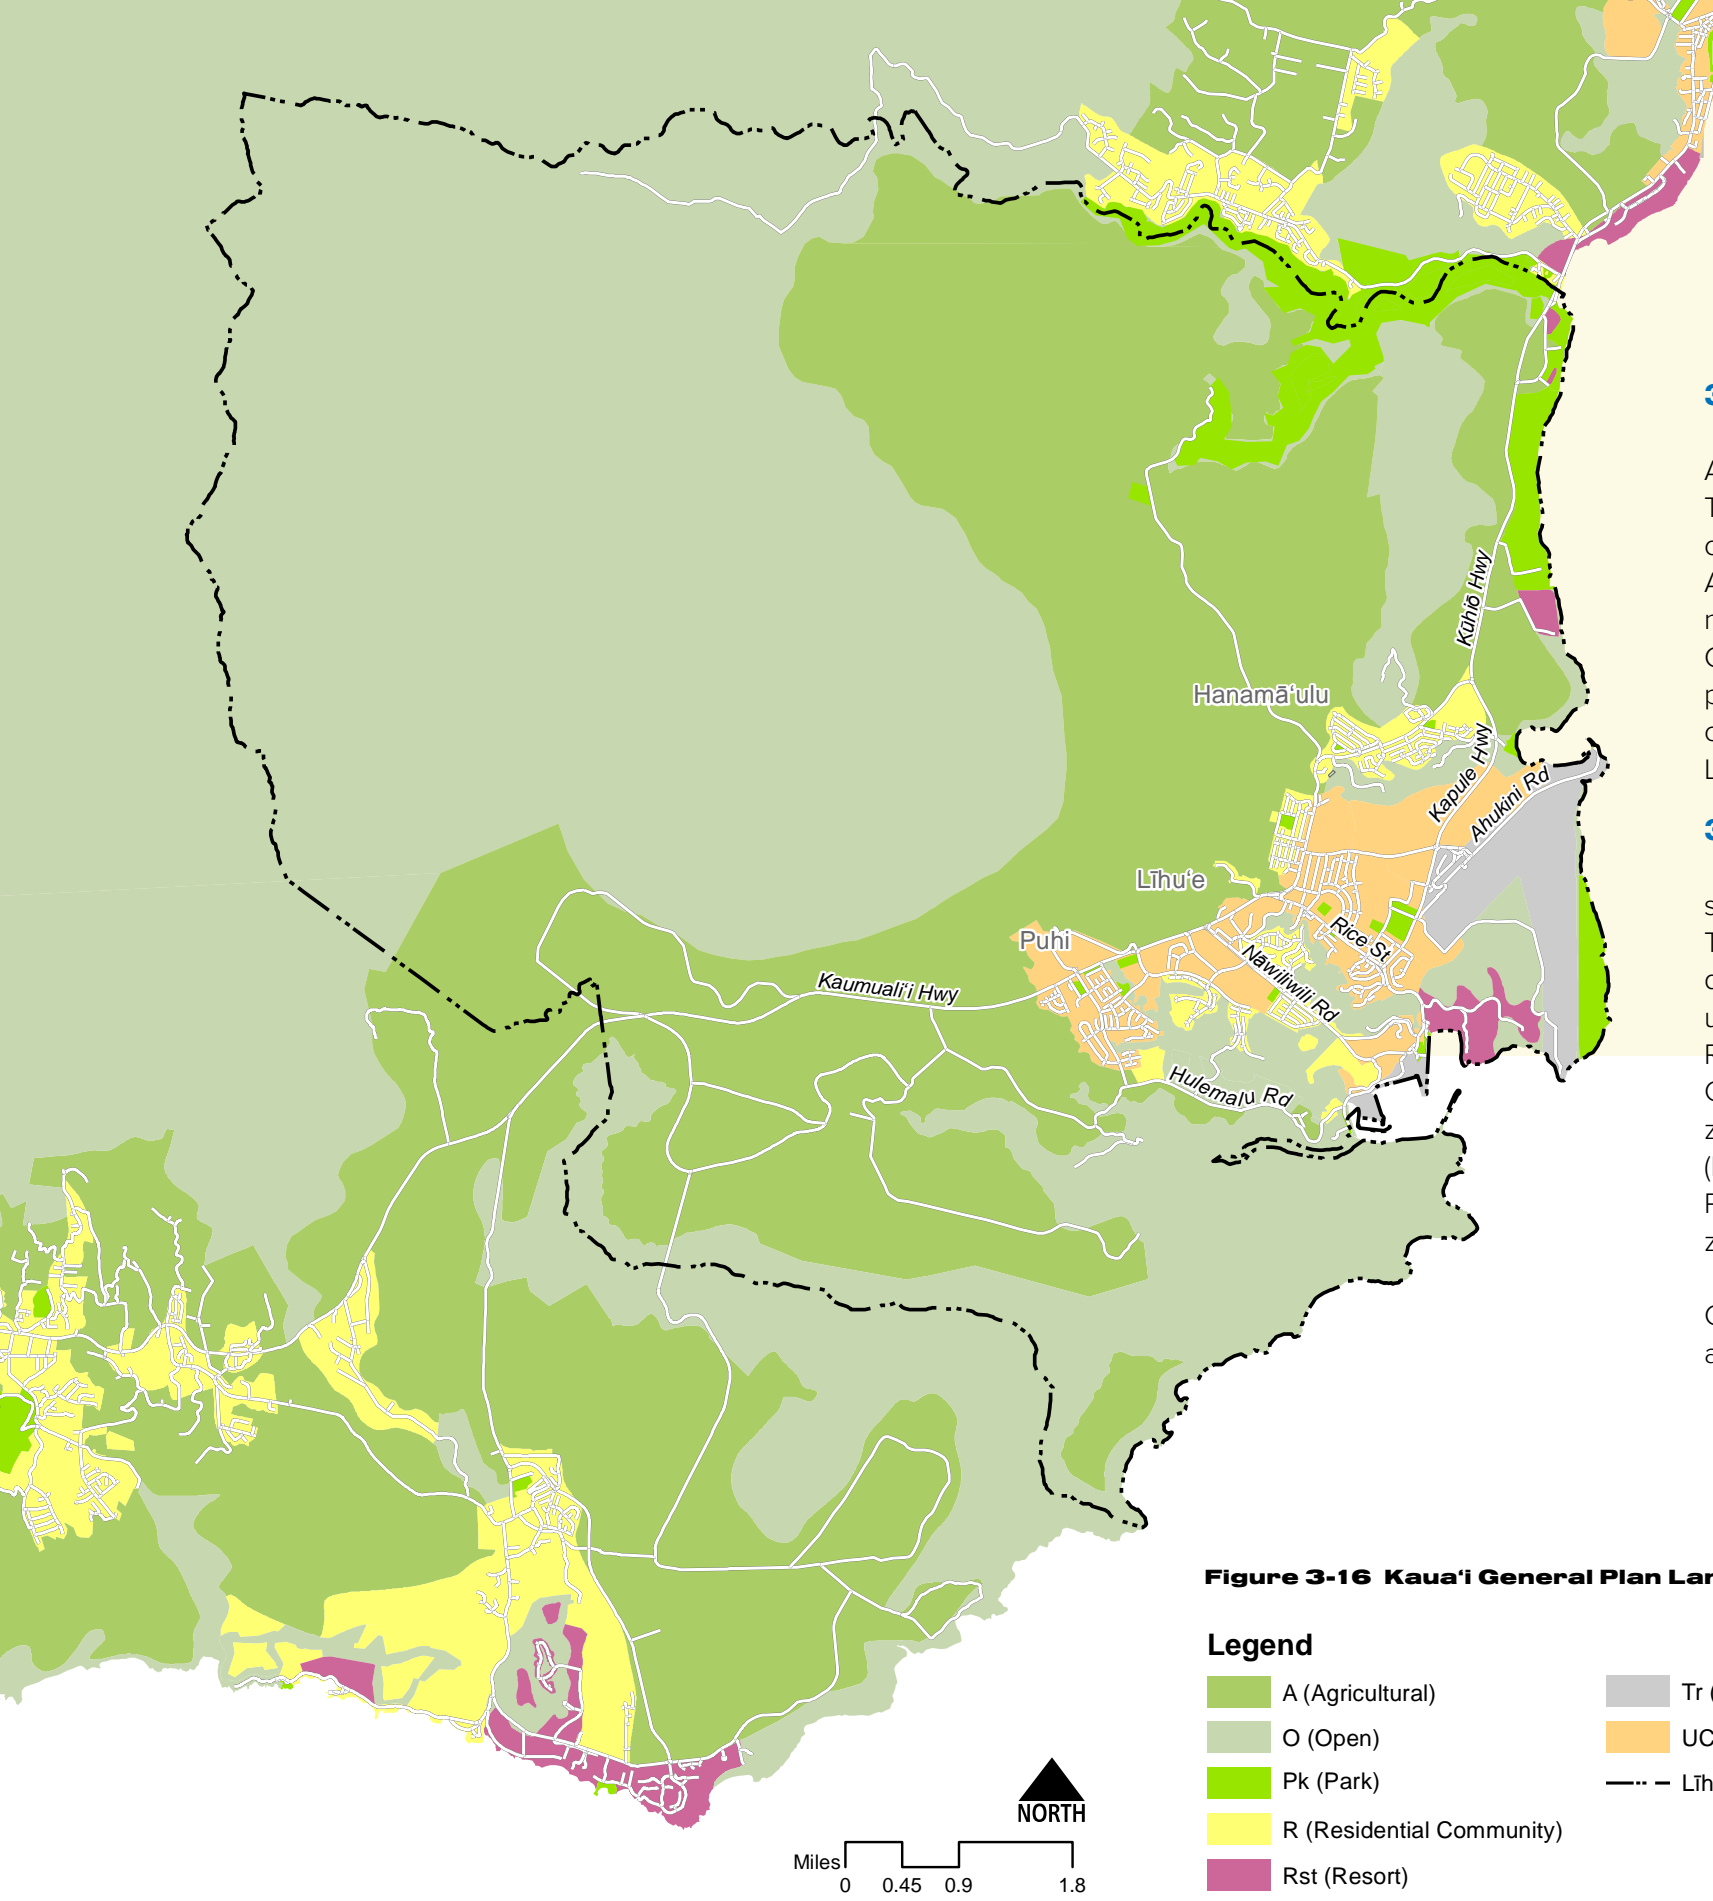 Kūhiō Hwy
Hanamā‘ulu
Kapule Hwy
Ahukini Rd
Līhu‘e
Rice St
Puhi
Nāwiliwili Rd
Kaumuali‘i Hwy
Hulemalu Rd
Figure 3-16 Kaua‘i General Plan Lan
Legend
A (Agricultural)
O (Open)
Pk (Park)
R (Residential Community)
Rst (Resort)
Tr (
UC
Līh
NORTH
Miles
0 0.45 0.9 1.8